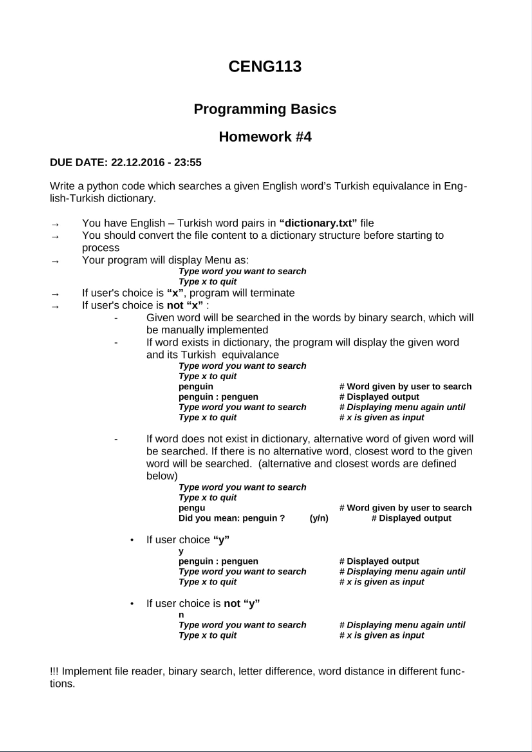 CENG113
Programming Basics
Homework #4
DUE DATE: 22.12.2016 - 23:55
Write a python code which searches a given English word's Turkish equivalance in Eng-
lish-Turkish dictionary.
→ You have English – Turkish word pairs in “dictionary.txt” file
→ You should convert the file content to a dictionary structure before starting to
process
→ Your program will display Menu as:
Type word you want to search
Type x to quit
→ If user's choice is “x”, program will terminate
→ If user's choice is not “x” :
- Given word will be searched in the words by binary search, which will
be manually implemented
- If word exists in dictionary, the program will display the given word
and its Turkish equivalance
Type word you want to search
Type x to quit
penguin # Word given by user to search
penguin : penguen # Displayed output
Type word you want to search # Displaying menu again until
Type x to quit # x is given as input
- If word does not exist in dictionary, alternative word of given word will
be searched. If there is no alternative word, closest word to the given
word will be searched. (alternative and closest words are defined
below)
Type word you want to search
Type x to quit
pengu # Word given by user to search
Did you mean: penguin ? (y/n) # Displayed output
• If user choice “y”
y
penguin : penguen # Displayed output
Type word you want to search # Displaying menu again until
Type x to quit # x is given as input
• If user choice is not “y”
n
Type word you want to search # Displaying menu again until
Type x to quit # x is given as input
!!! Implement file reader, binary search, letter difference, word distance in different func-
tions.